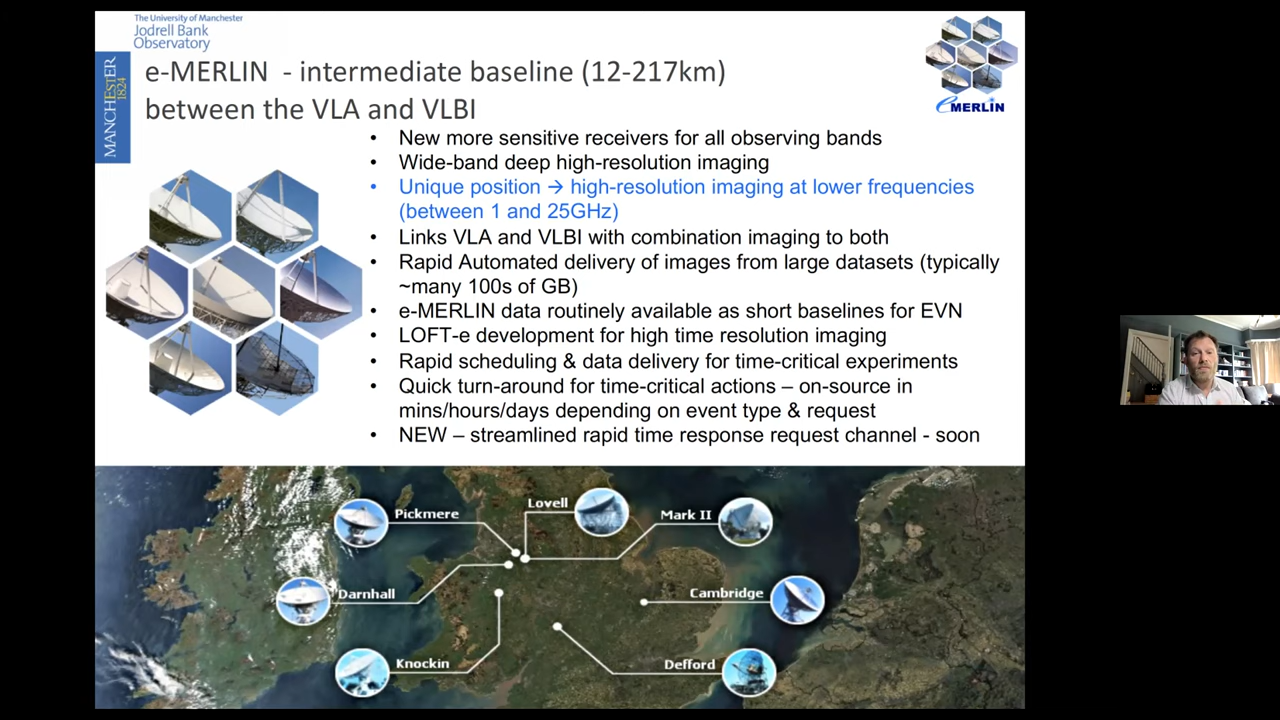 The University of Manchester
Jodrell Bank
Observatory
MANCHESTER
1824
e-MERLIN - intermediate baseline (12-217km)
between the VLA and VLBI
e MERLIN
• New more sensitive receivers for all observing bands
• Wide-band deep high-resolution imaging
• Unique position → high-resolution imaging at lower frequencies
(between 1 and 25GHz)
• Links VLA and VLBI with combination imaging to both
• Rapid Automated delivery of images from large datasets (typically
~many 100s of GB)
• e-MERLIN data routinely available as short baselines for EVN
• LOFT-e development for high time resolution imaging
• Rapid scheduling & data delivery for time-critical experiments
• Quick turn-around for time-critical actions – on-source in
mins/hours/days depending on event type & request
• NEW – streamlined rapid time response request channel - soon
Pickmere
Lovell
Mark II
Darnhall
Cambridge
Knockin
Defford